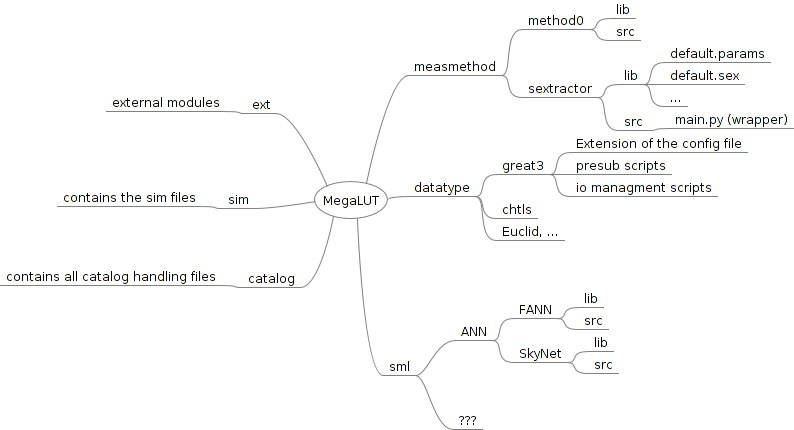 MegaLUT
measmethod
method0
lib
src
sextractor
lib
default.params
default.sex
...
src
main.py (wrapper)
datatype
great3
Extension of the config file
presub scripts
io managment scripts
chtls
Euclid, ...
sml
ANN
FANN
lib
src
SkyNet
lib
src
???
ext
external modules
sim
contains the sim files
catalog
contains all catalog handling files